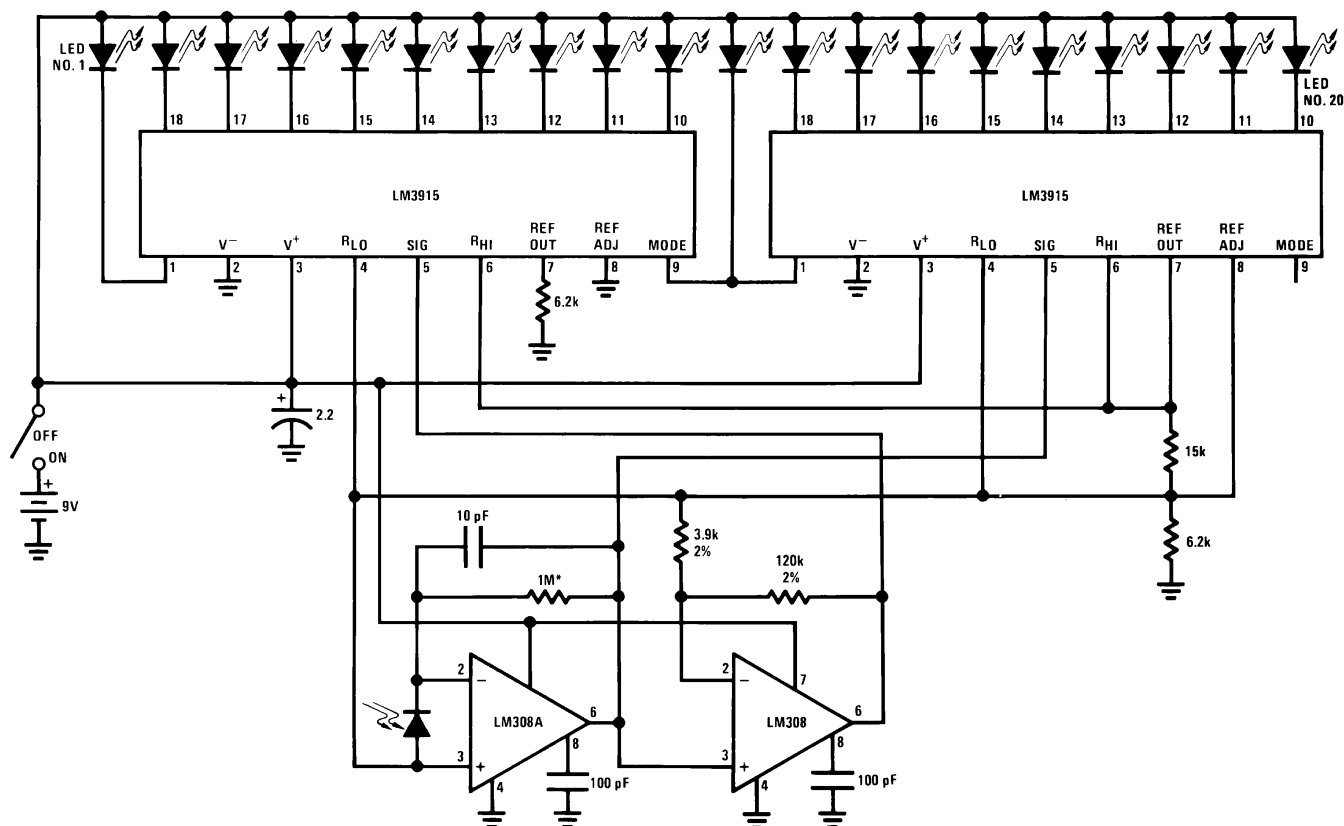 LED
NO. 1
LED
NO. 20
18 17 16 15 14 13 12 11 10
18 17 16 15 14 13 12 11 10
LM3915
LM3915
V⁻ V⁺ RLO SIG RHI REF OUT REF ADJ MODE
V⁻ V⁺ RLO SIG RHI REF OUT REF ADJ MODE
1 2 3 4 5 6 7 8 9
1 2 3 4 5 6 7 8 9
6.2k
+
2.2
OFF
ON
+
9V
15k
6.2k
10 pF
3.9k
2%
1M*
120k
2%
2
−
LM308A
6
3
+
8
4
100 pF
2
−
7
LM308
6
3
+
8
4
100 pF